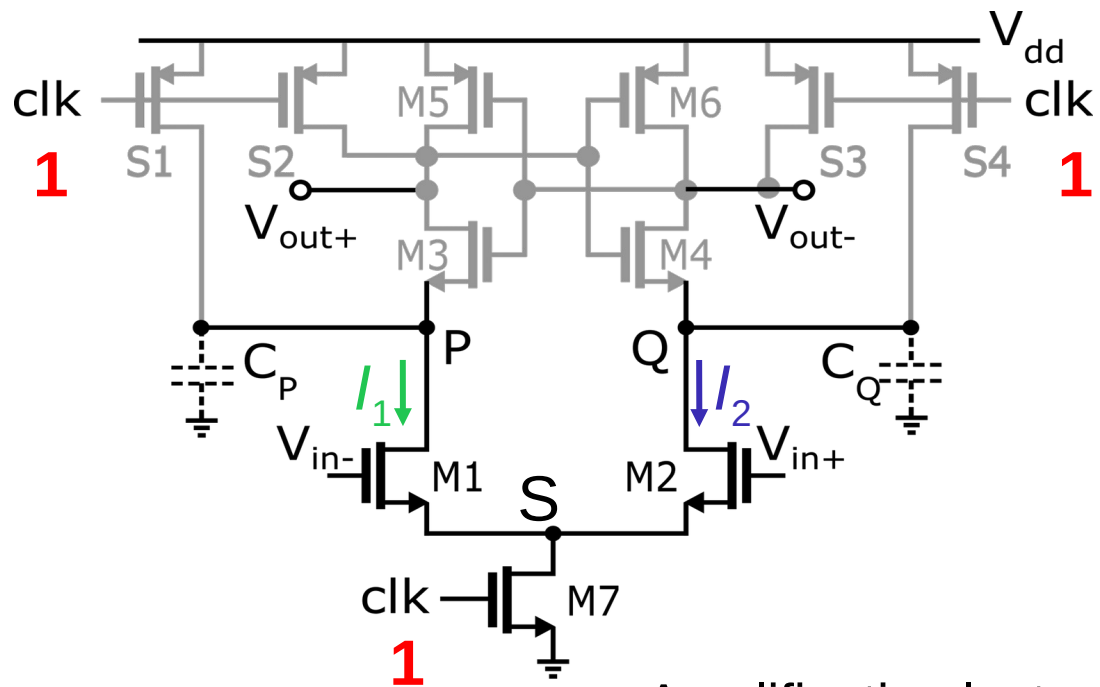 Vdd
clk
clk
M5
M6
S1
S2
S3
S4
1
1
Vout+
Vout-
M3
M4
P
Q
CP
CQ
I1
I2
Vin-
Vin+
M1
M2
S
clk
M7
1